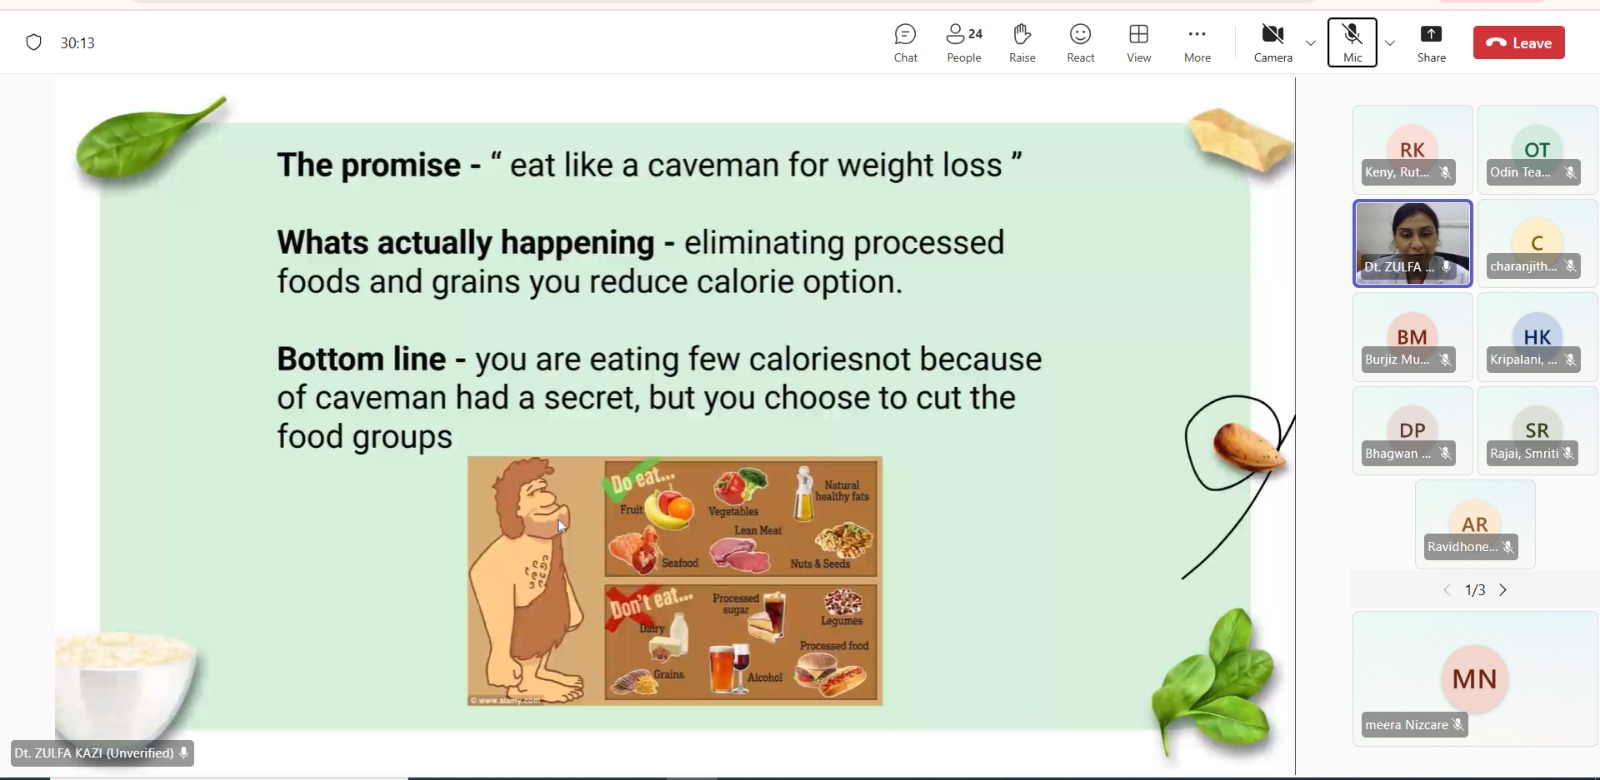 30:13
Chat
24
People
Raise
React
View
More
Camera
Mic
Share
Leave
The promise - “ eat like a caveman for weight loss ”
Whats actually happening - eliminating processed
foods and grains you reduce calorie option.
Bottom line - you are eating few caloriesnot because
of caveman had a secret, but you choose to cut the
food groups
Do eat...
Fruit
Vegetables
Natural
healthy fats
Lean Meat
Seafood
Nuts & Seeds
Don't eat...
Dairy
Processed
sugar
Legumes
Processed food
Grains
Alcohol
© www.alamy.com
Dt. ZULFA KAZI (Unverified)
RK
Keny, Rut...
OT
Odin Tea...
Dt. ZULFA ...
C
charanjith...
BM
Burjiz Mu...
HK
Kripalani, ...
DP
Bhagwan ...
SR
Rajai, Smriti
AR
Ravidhone...
1/3
MN
meera Nizcare